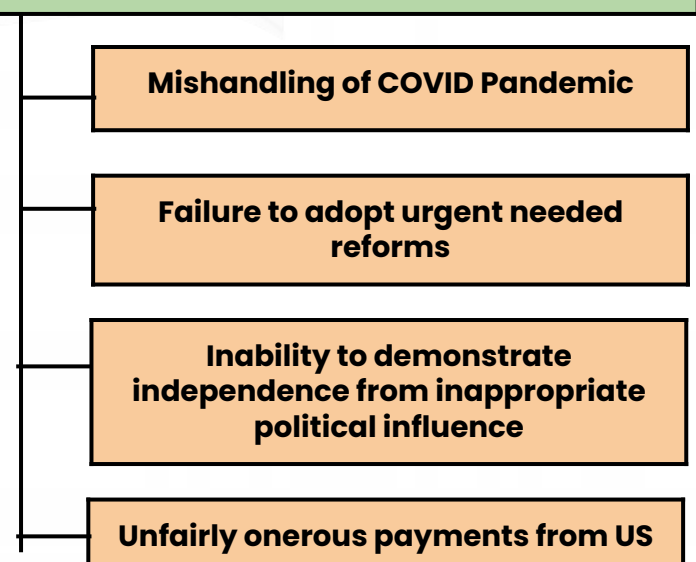 Mishandling of COVID Pandemic
Failure to adopt urgent needed
reforms
Inability to demonstrate
independence from inappropriate
political influence
Unfairly onerous payments from US